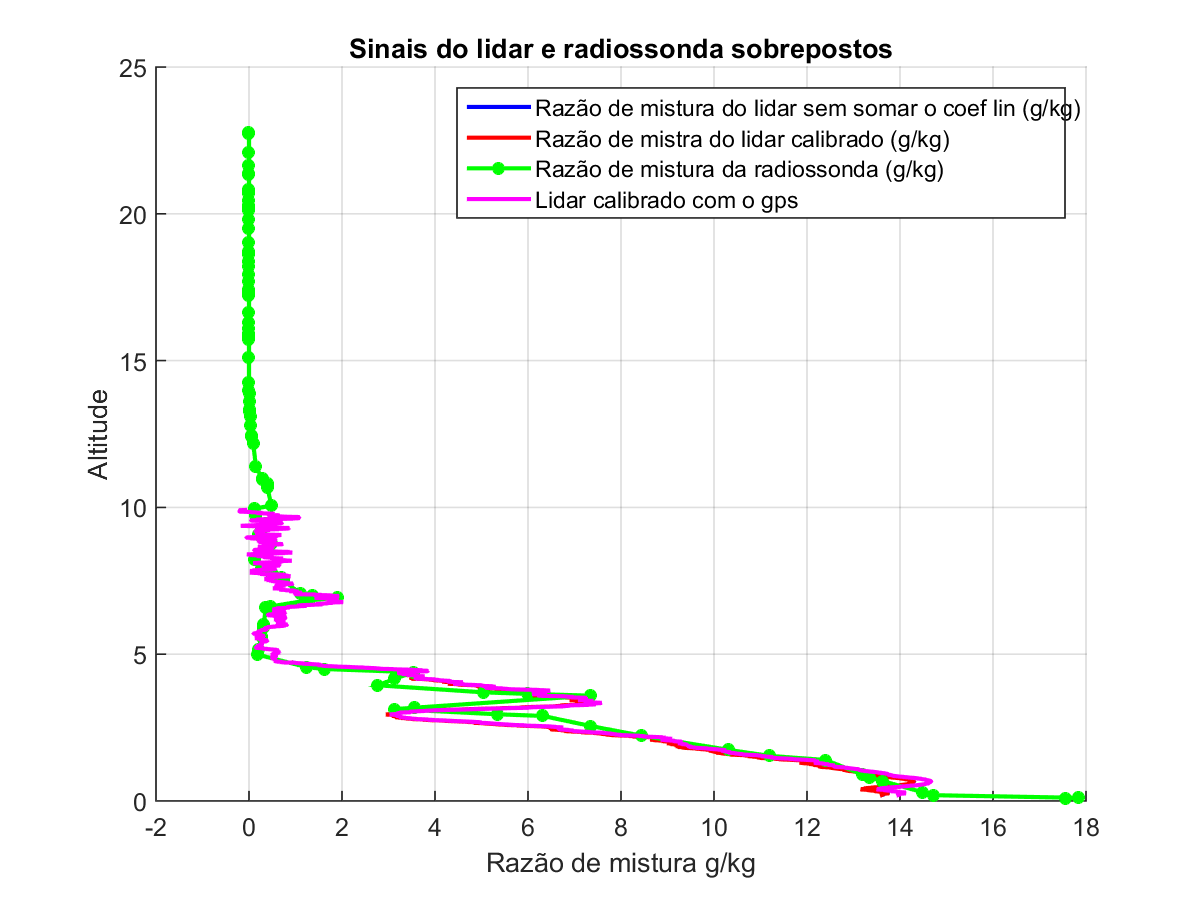 Sinais do lidar e radiossonda sobrepostos
25
20
15
10
5
0
Altitude
Razão de mistura do lidar sem somar o coef lin (g/kg)
Razão de mistra do lidar calibrado (g/kg)
Razão de mistura da radiossonda (g/kg)
Lidar calibrado com o gps
-2 0 2 4 6 8 10 12 14 16 18
Razão de mistura g/kg